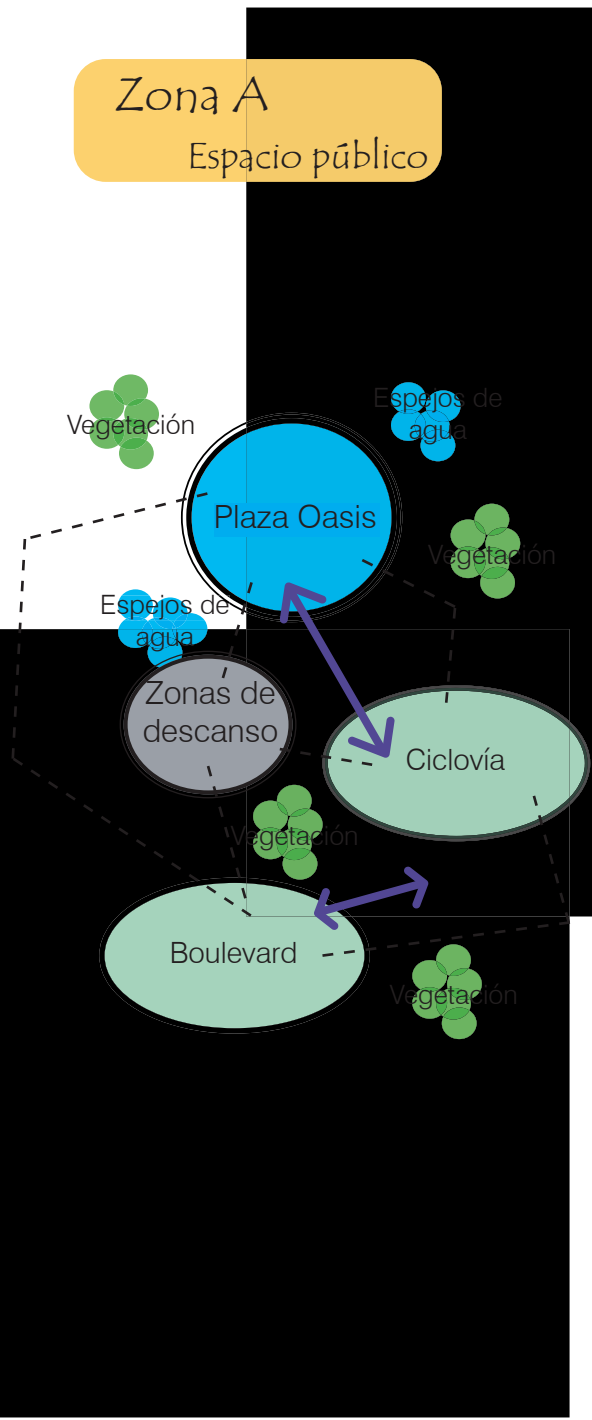 Zona A
Espacio público
Vegetación
Espejos de
agua
Plaza Oasis
Vegetación
Espejos de
agua
Zonas de
descanso
Ciclovía
Vegetación
Boulevard
Vegetación